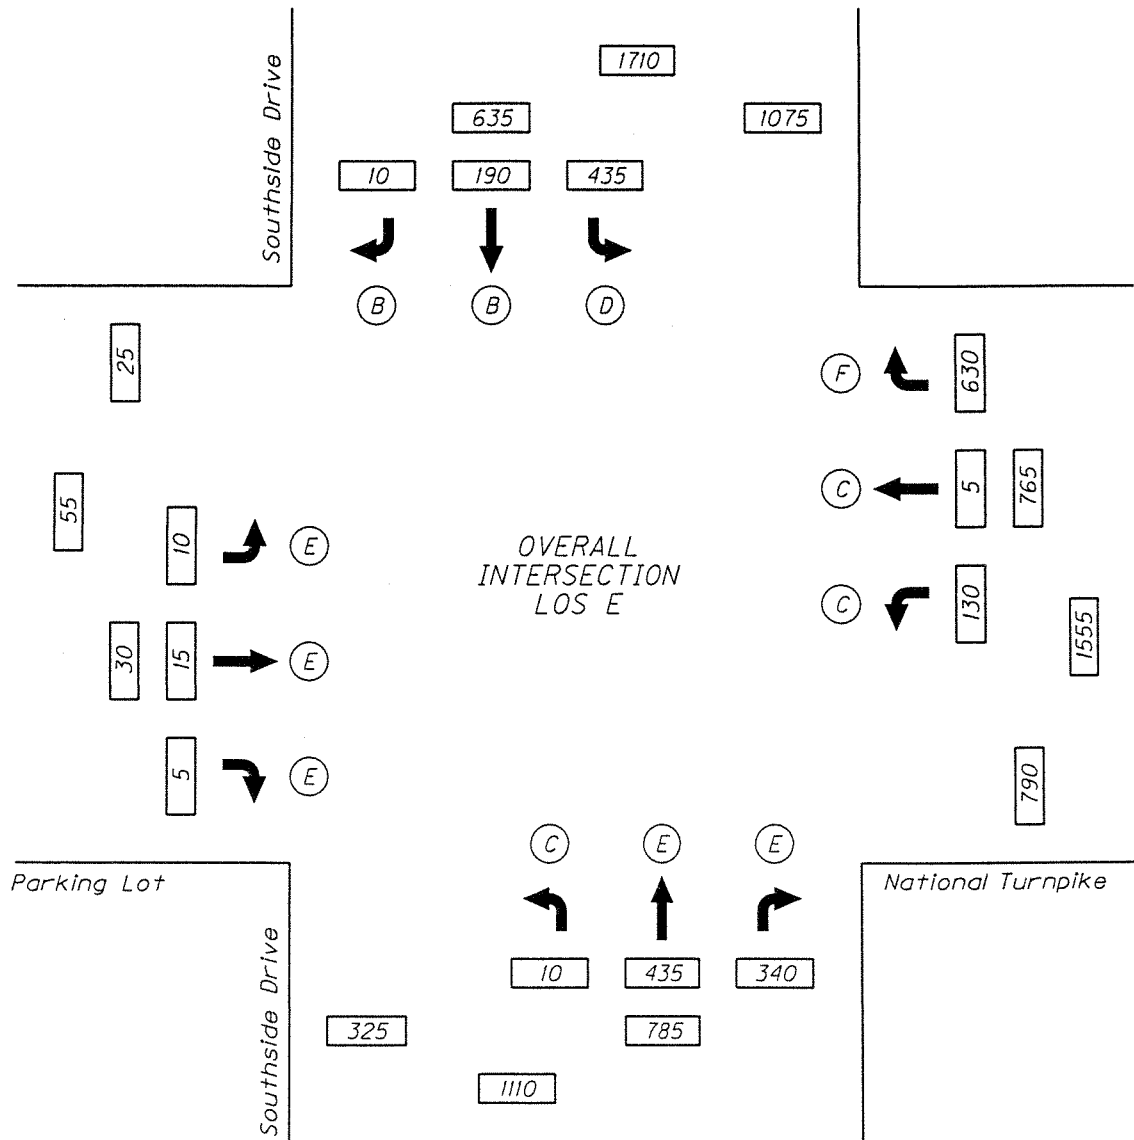 1710
635
1075
10
190
435
Southside Drive
B
B
D
25
F
630
55
10
E
C
5
765
OVERALL
INTERSECTION
LOS E
30
15
E
C
130
1555
5
E
790
C
E
E
Parking Lot
National Turnpike
Southside Drive
10
435
340
325
785
1110